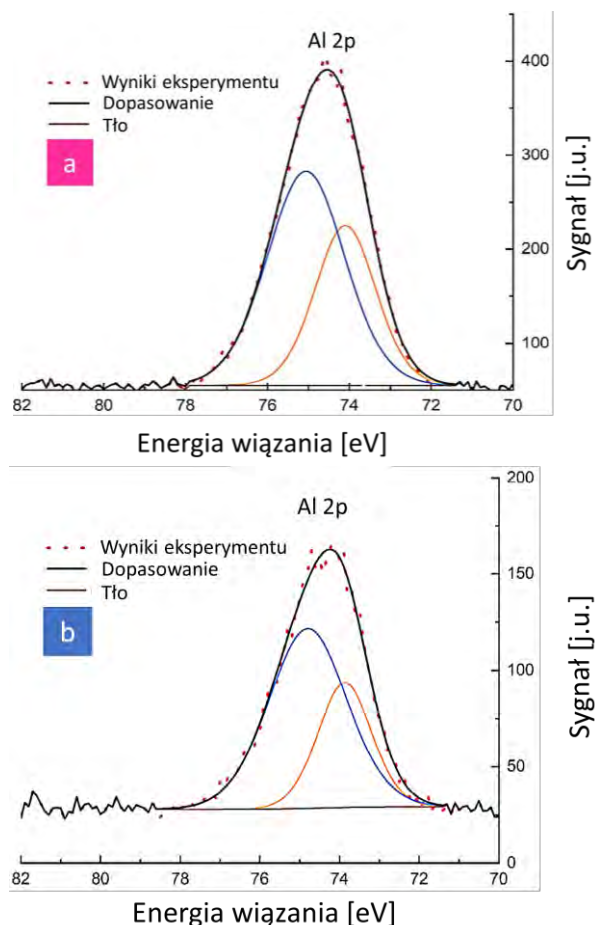 Al 2p
Wyniki eksperymentu
Dopasowanie
Tło
a
400
300
200
100
Sygnał [j.u.]
82 80 78 76 74 72 70
Energia wiązania [eV]
Al 2p
Wyniki eksperymentu
Dopasowanie
Tło
b
200
150
100
50
0
Sygnał [j.u.]
82 80 78 76 74 72 70
Energia wiązania [eV]